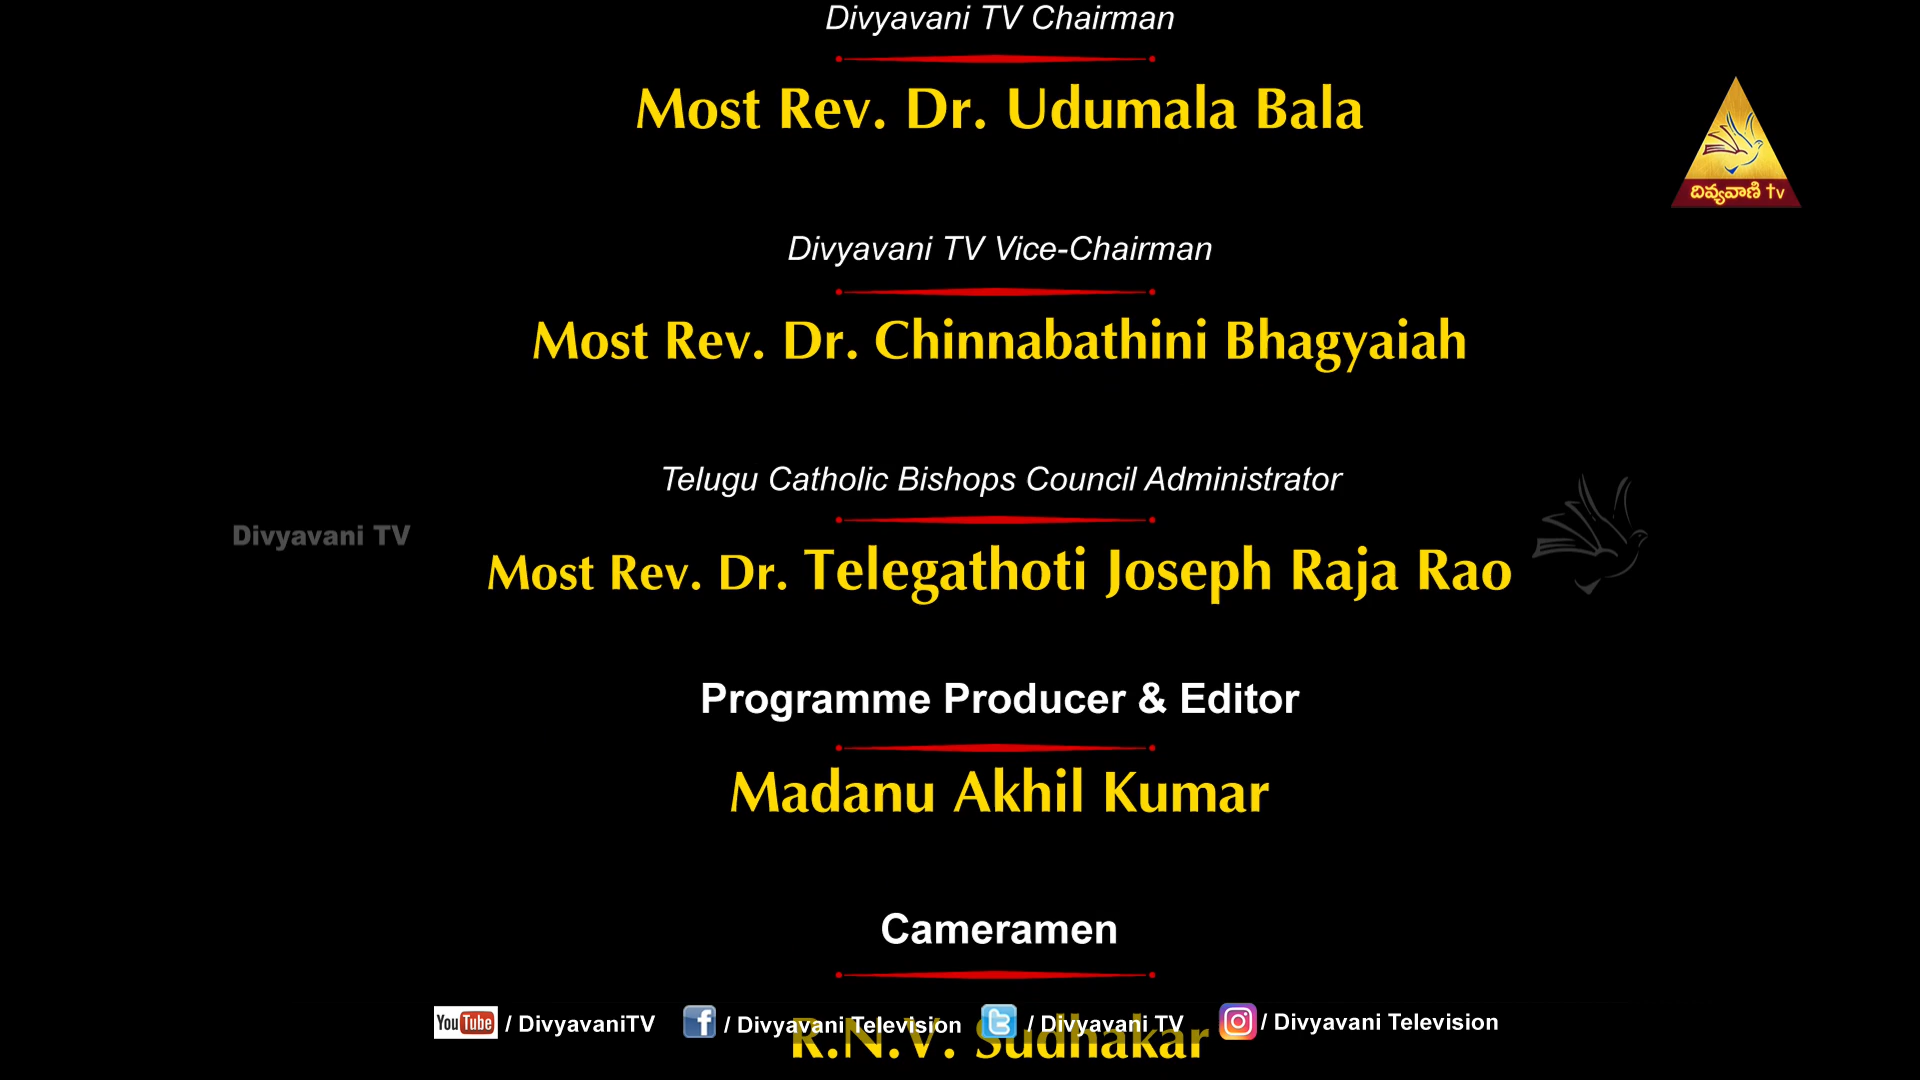 Divyavani TV Chairman
Most Rev. Dr. Udumala Bala
దివ్యవాణి tv
Divyavani TV Vice-Chairman
Most Rev. Dr. Chinnabathini Bhagyaiah
Telugu Catholic Bishops Council Administrator
Divyavani TV
Most Rev. Dr. Telegathoti Joseph Raja Rao
Programme Producer & Editor
Madanu Akhil Kumar
Cameramen
YouTube / DivyavaniTV f / Divyavani Television / Divyavani TV / Divyavani Television
R.N.V. Sudhakar